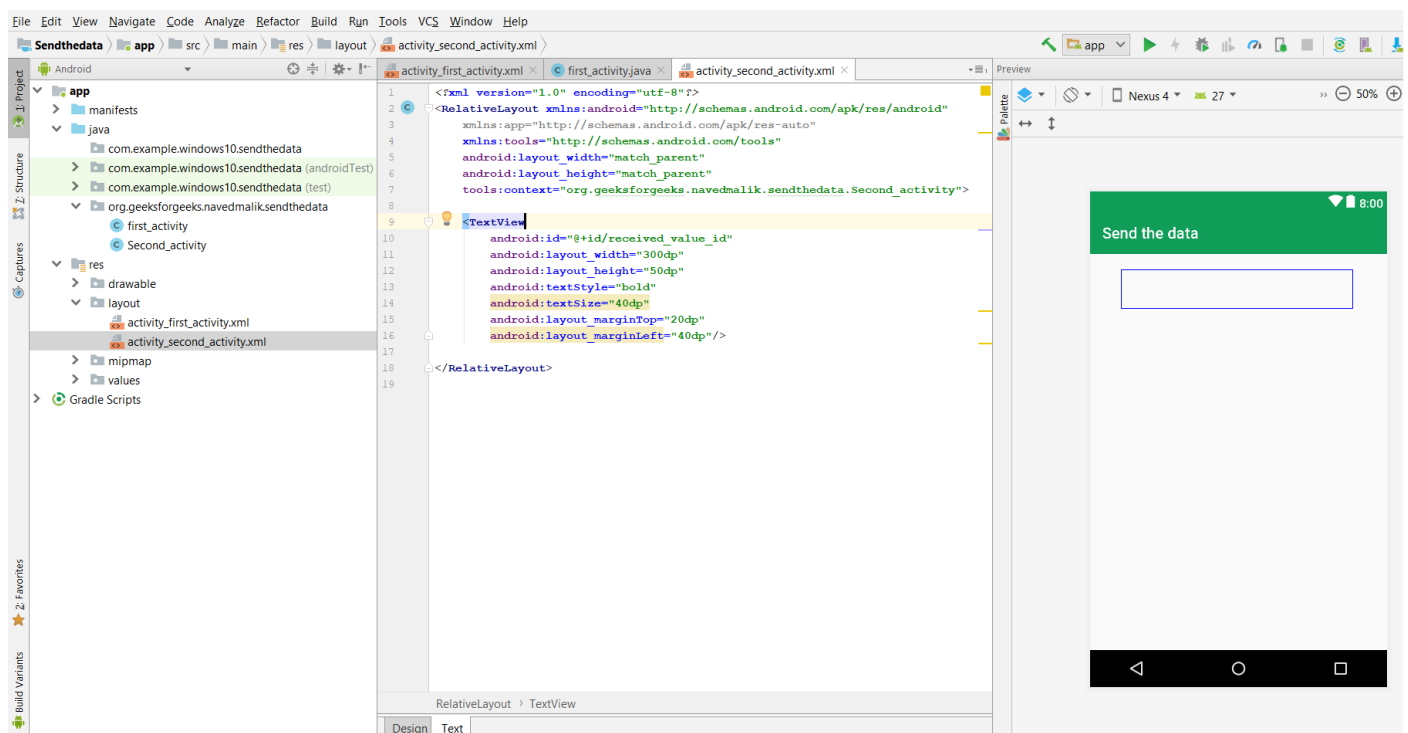 File Edit View Navigate Code Analyze Refactor Build Run Tools VCS Window Help
Sendthedata app src main res layout activity_second_activity.xml app
1: Project
Z: Structure
Captures
2: Favorites
Build Variants
Android
app
manifests
java
com.example.windows10.sendthedata
com.example.windows10.sendthedata (androidTest)
com.example.windows10.sendthedata (test)
org.geeksforgeeks.navedmalik.sendthedata
first_activity
Second_activity
res
drawable
layout
activity_first_activity.xml
activity_second_activity.xml
mipmap
values
Gradle Scripts
activity_first_activity.xml first_activity.java activity_second_activity.xml
1 <?xml version="1.0" encoding="utf-8"?>
2 <RelativeLayout xmlns:android="http://schemas.android.com/apk/res/android"
3 xmlns:app="http://schemas.android.com/apk/res-auto"
4 xmlns:tools="http://schemas.android.com/tools"
5 android:layout_width="match_parent"
6 android:layout_height="match_parent"
7 tools:context="org.geeksforgeeks.navedmalik.sendthedata.Second_activity">
8
9 <TextView
10 android:id="@+id/received_value_id"
11 android:layout_width="300dp"
12 android:layout_height="50dp"
13 android:textStyle="bold"
14 android:textSize="40dp"
15 android:layout_marginTop="20dp"
16 android:layout_marginLeft="40dp"/>
17
18 </RelativeLayout>
19
RelativeLayout TextView
Design Text
Preview
Palette
Nexus 4 27 50%
8:00
Send the data